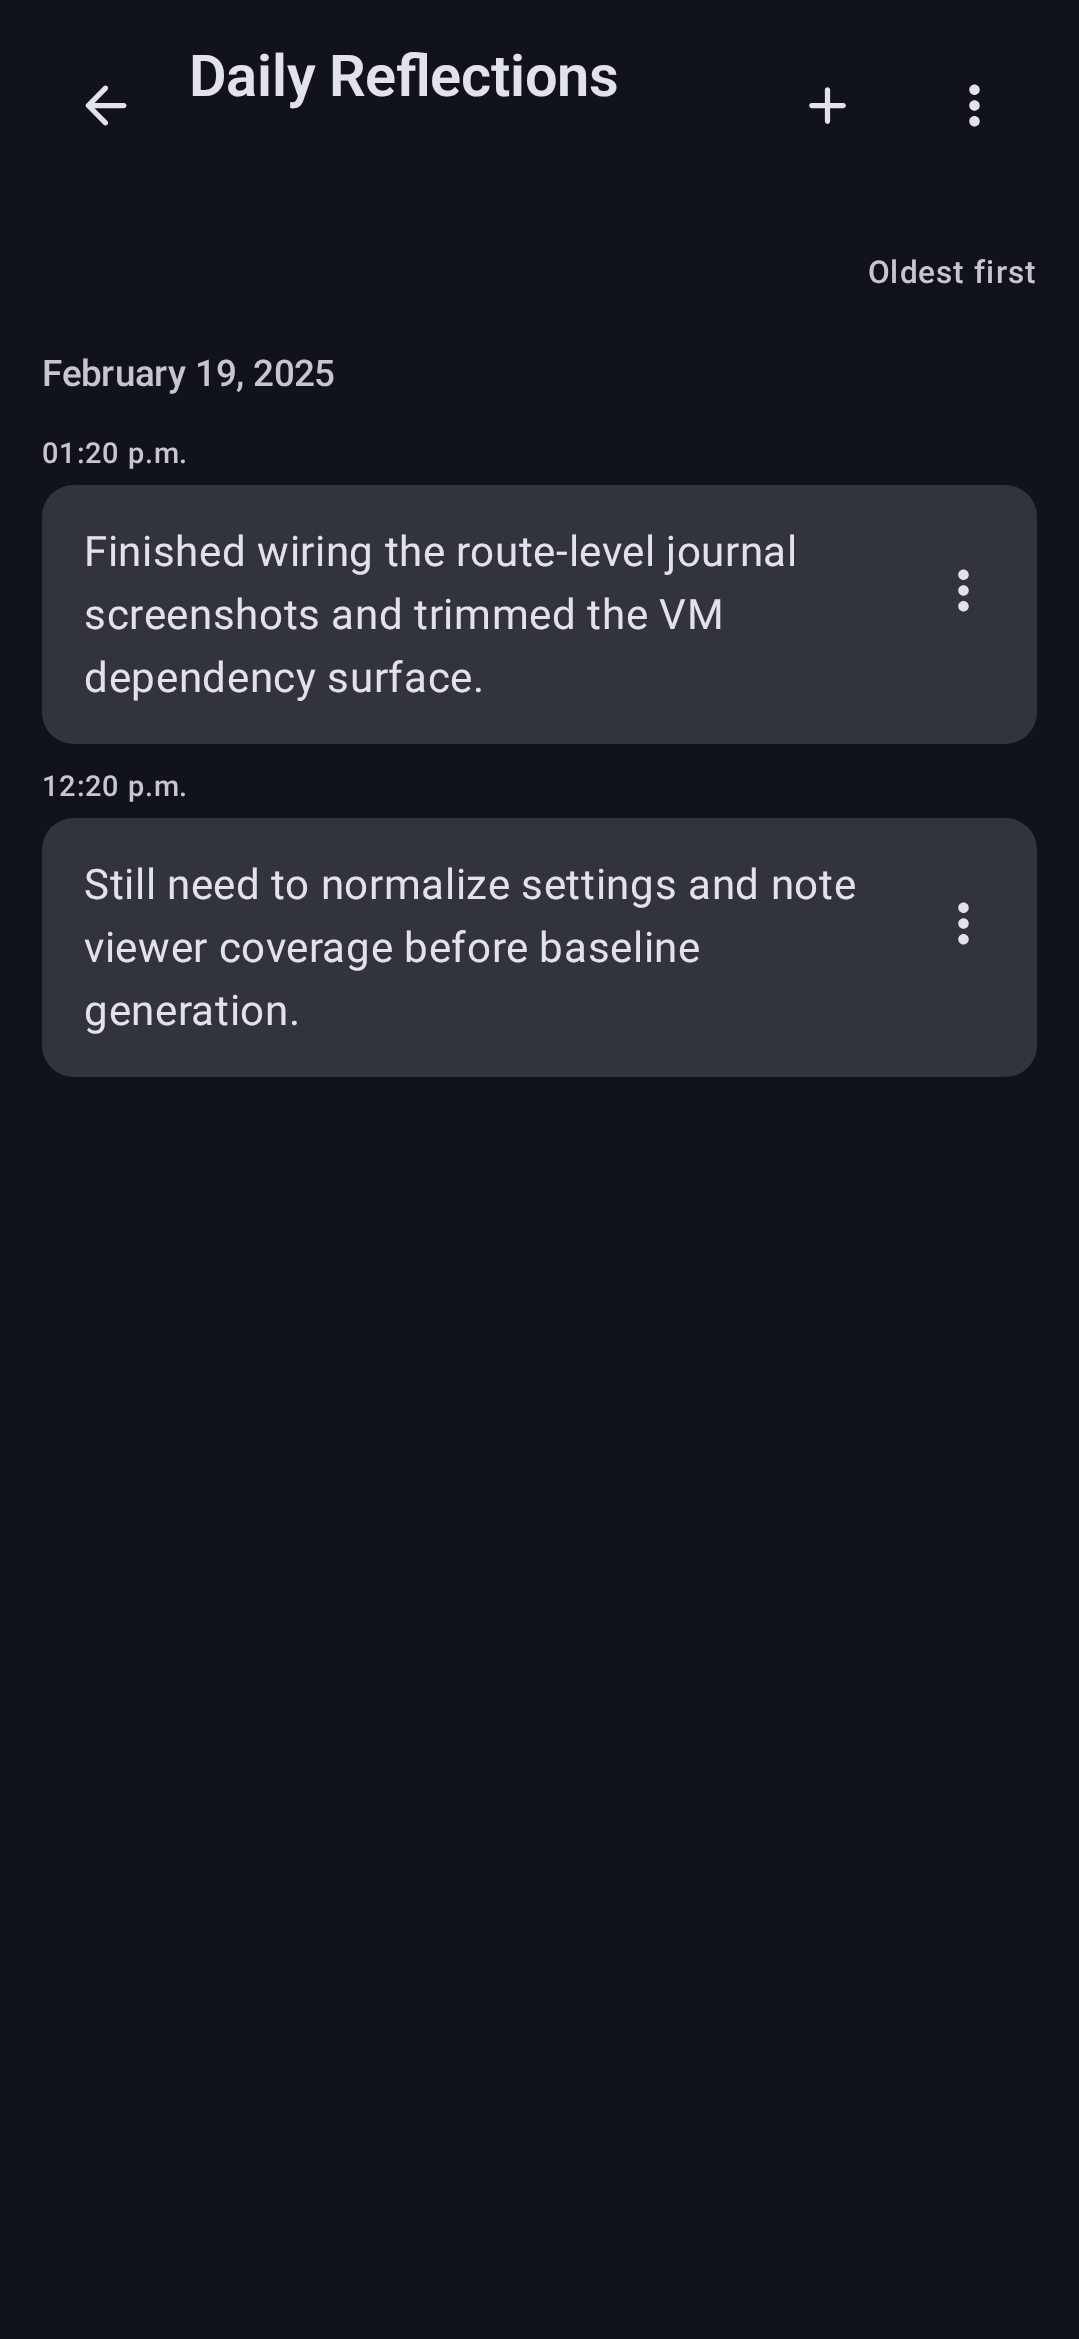 Daily Reflections
Oldest first
February 19, 2025
01:20 p.m.
Finished wiring the route-level journal
screenshots and trimmed the VM
dependency surface.
12:20 p.m.
Still need to normalize settings and note
viewer coverage before baseline
generation.